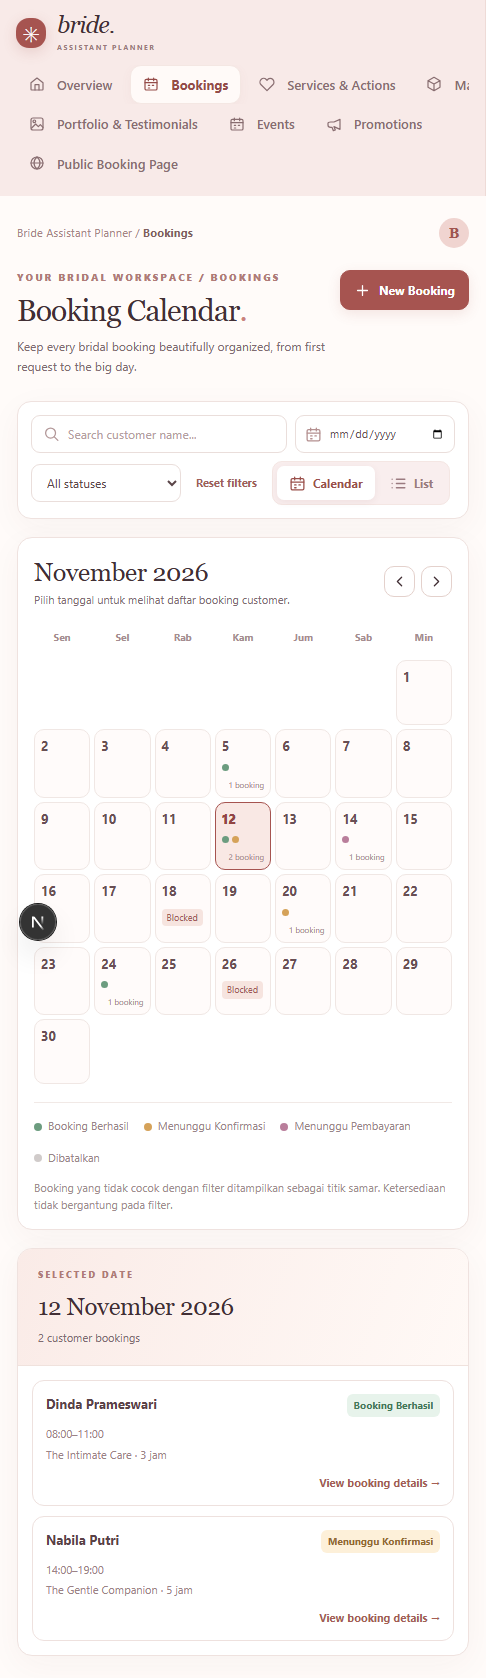 bride.
ASSISTANT PLANNER
Overview
Bookings
Services & Actions
Ma
Portfolio & Testimonials
Events
Promotions
Public Booking Page
Bride Assistant Planner / Bookings
B
YOUR BRIDAL WORKSPACE / BOOKINGS
Booking Calendar.
New Booking
Keep every bridal booking beautifully organized, from first
request to the big day.
Search customer name...
mm/dd/yyyy
All statuses
Reset filters
Calendar
List
November 2026
Pilih tanggal untuk melihat daftar booking customer.
Sen Sel Rab Kam Jum Sab Min
1
2 3 4 5 6 7 8
1 booking
9 10 11 12 13 14 15
2 booking 1 booking
16 17 18 19 20 21 22
Blocked 1 booking
N
23 24 25 26 27 28 29
1 booking Blocked
30
Booking Berhasil
Menunggu Konfirmasi
Menunggu Pembayaran
Dibatalkan
Booking yang tidak cocok dengan filter ditampilkan sebagai titik samar. Ketersediaan
tidak bergantung pada filter.
SELECTED DATE
12 November 2026
2 customer bookings
Dinda Prameswari
Booking Berhasil
08:00–11:00
The Intimate Care · 3 jam
View booking details →
Nabila Putri
Menunggu Konfirmasi
14:00–19:00
The Gentle Companion · 5 jam
View booking details →